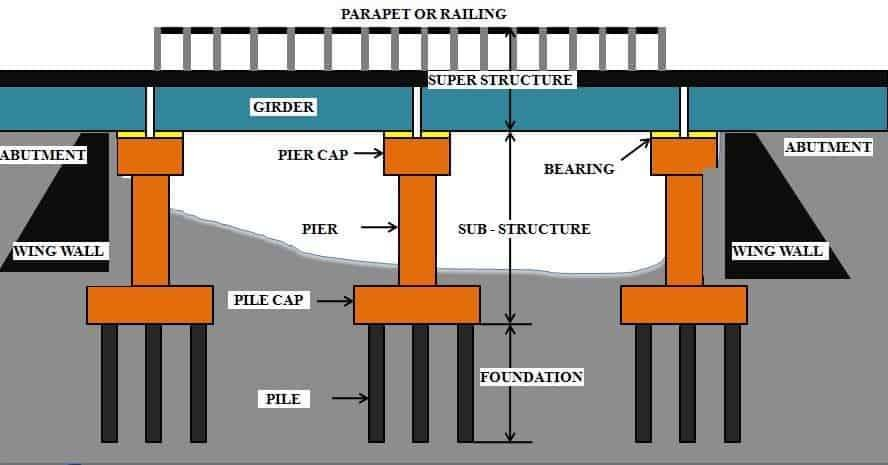 PARAPET OR RAILING
SUPER STRUCTURE
GIRDER
ABUTMENT
PIER CAP
BEARING
ABUTMENT
PIER
SUB - STRUCTURE
WING WALL
WING WALL
PILE CAP
FOUNDATION
PILE